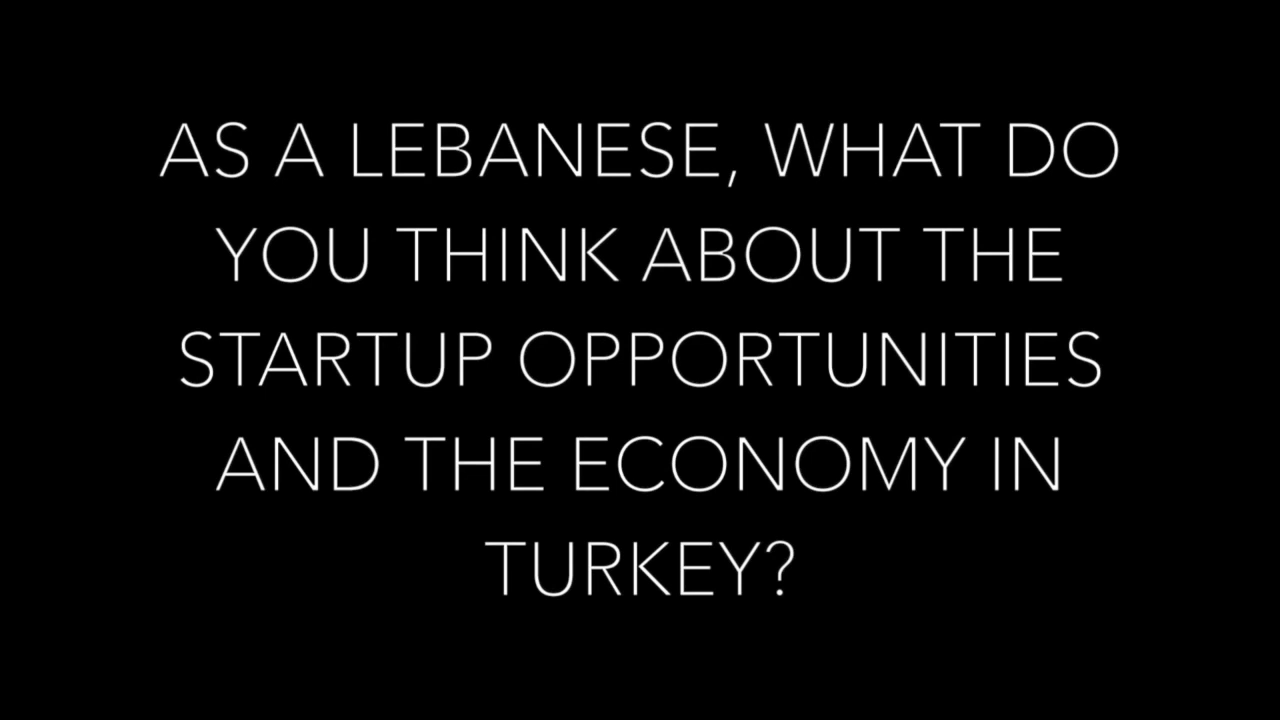 AS A LEBANESE, WHAT DO
YOU THINK ABOUT THE
STARTUP OPPORTUNITIES
AND THE ECONOMY IN
TURKEY?